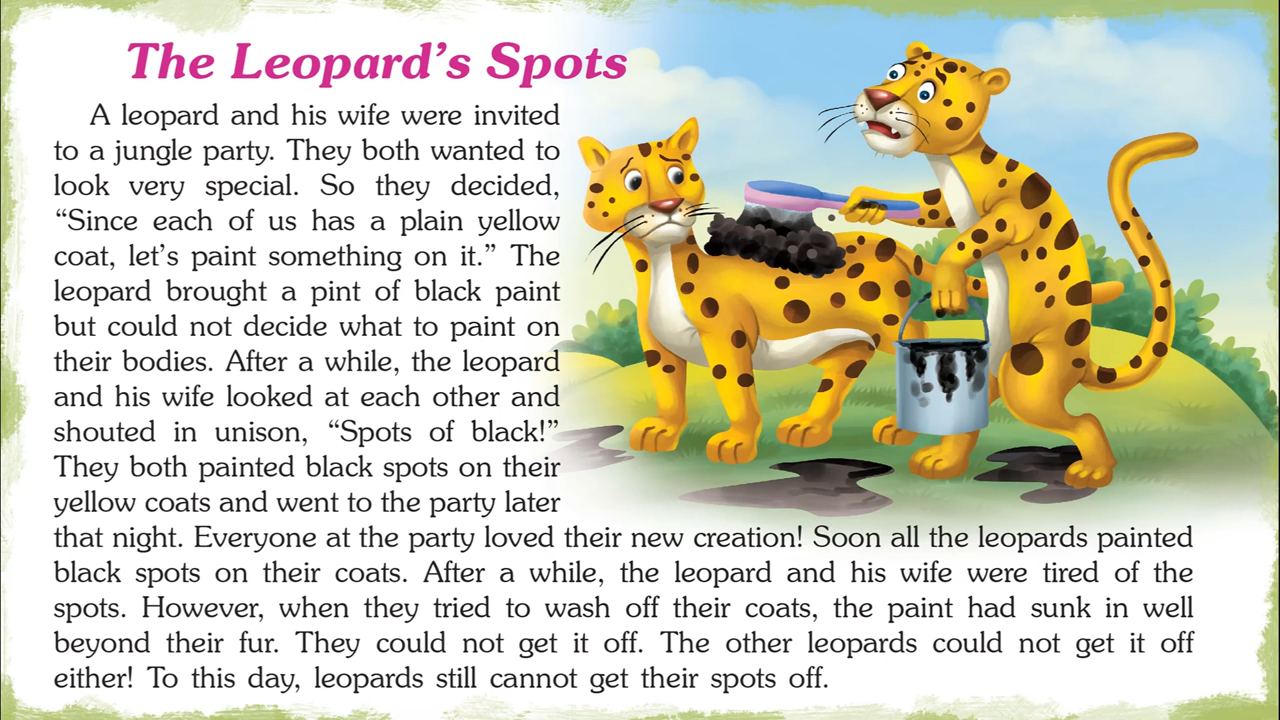 The Leopard’s Spots
A leopard and his wife were invited
to a jungle party. They both wanted to
look very special. So they decided,
“Since each of us has a plain yellow
coat, let’s paint something on it.” The
leopard brought a pint of black paint
but could not decide what to paint on
their bodies. After a while, the leopard
and his wife looked at each other and
shouted in unison, “Spots of black!”
They both painted black spots on their
yellow coats and went to the party later
that night. Everyone at the party loved their new creation! Soon all the leopards painted
black spots on their coats. After a while, the leopard and his wife were tired of the
spots. However, when they tried to wash off their coats, the paint had sunk in well
beyond their fur. They could not get it off. The other leopards could not get it off
either! To this day, leopards still cannot get their spots off.